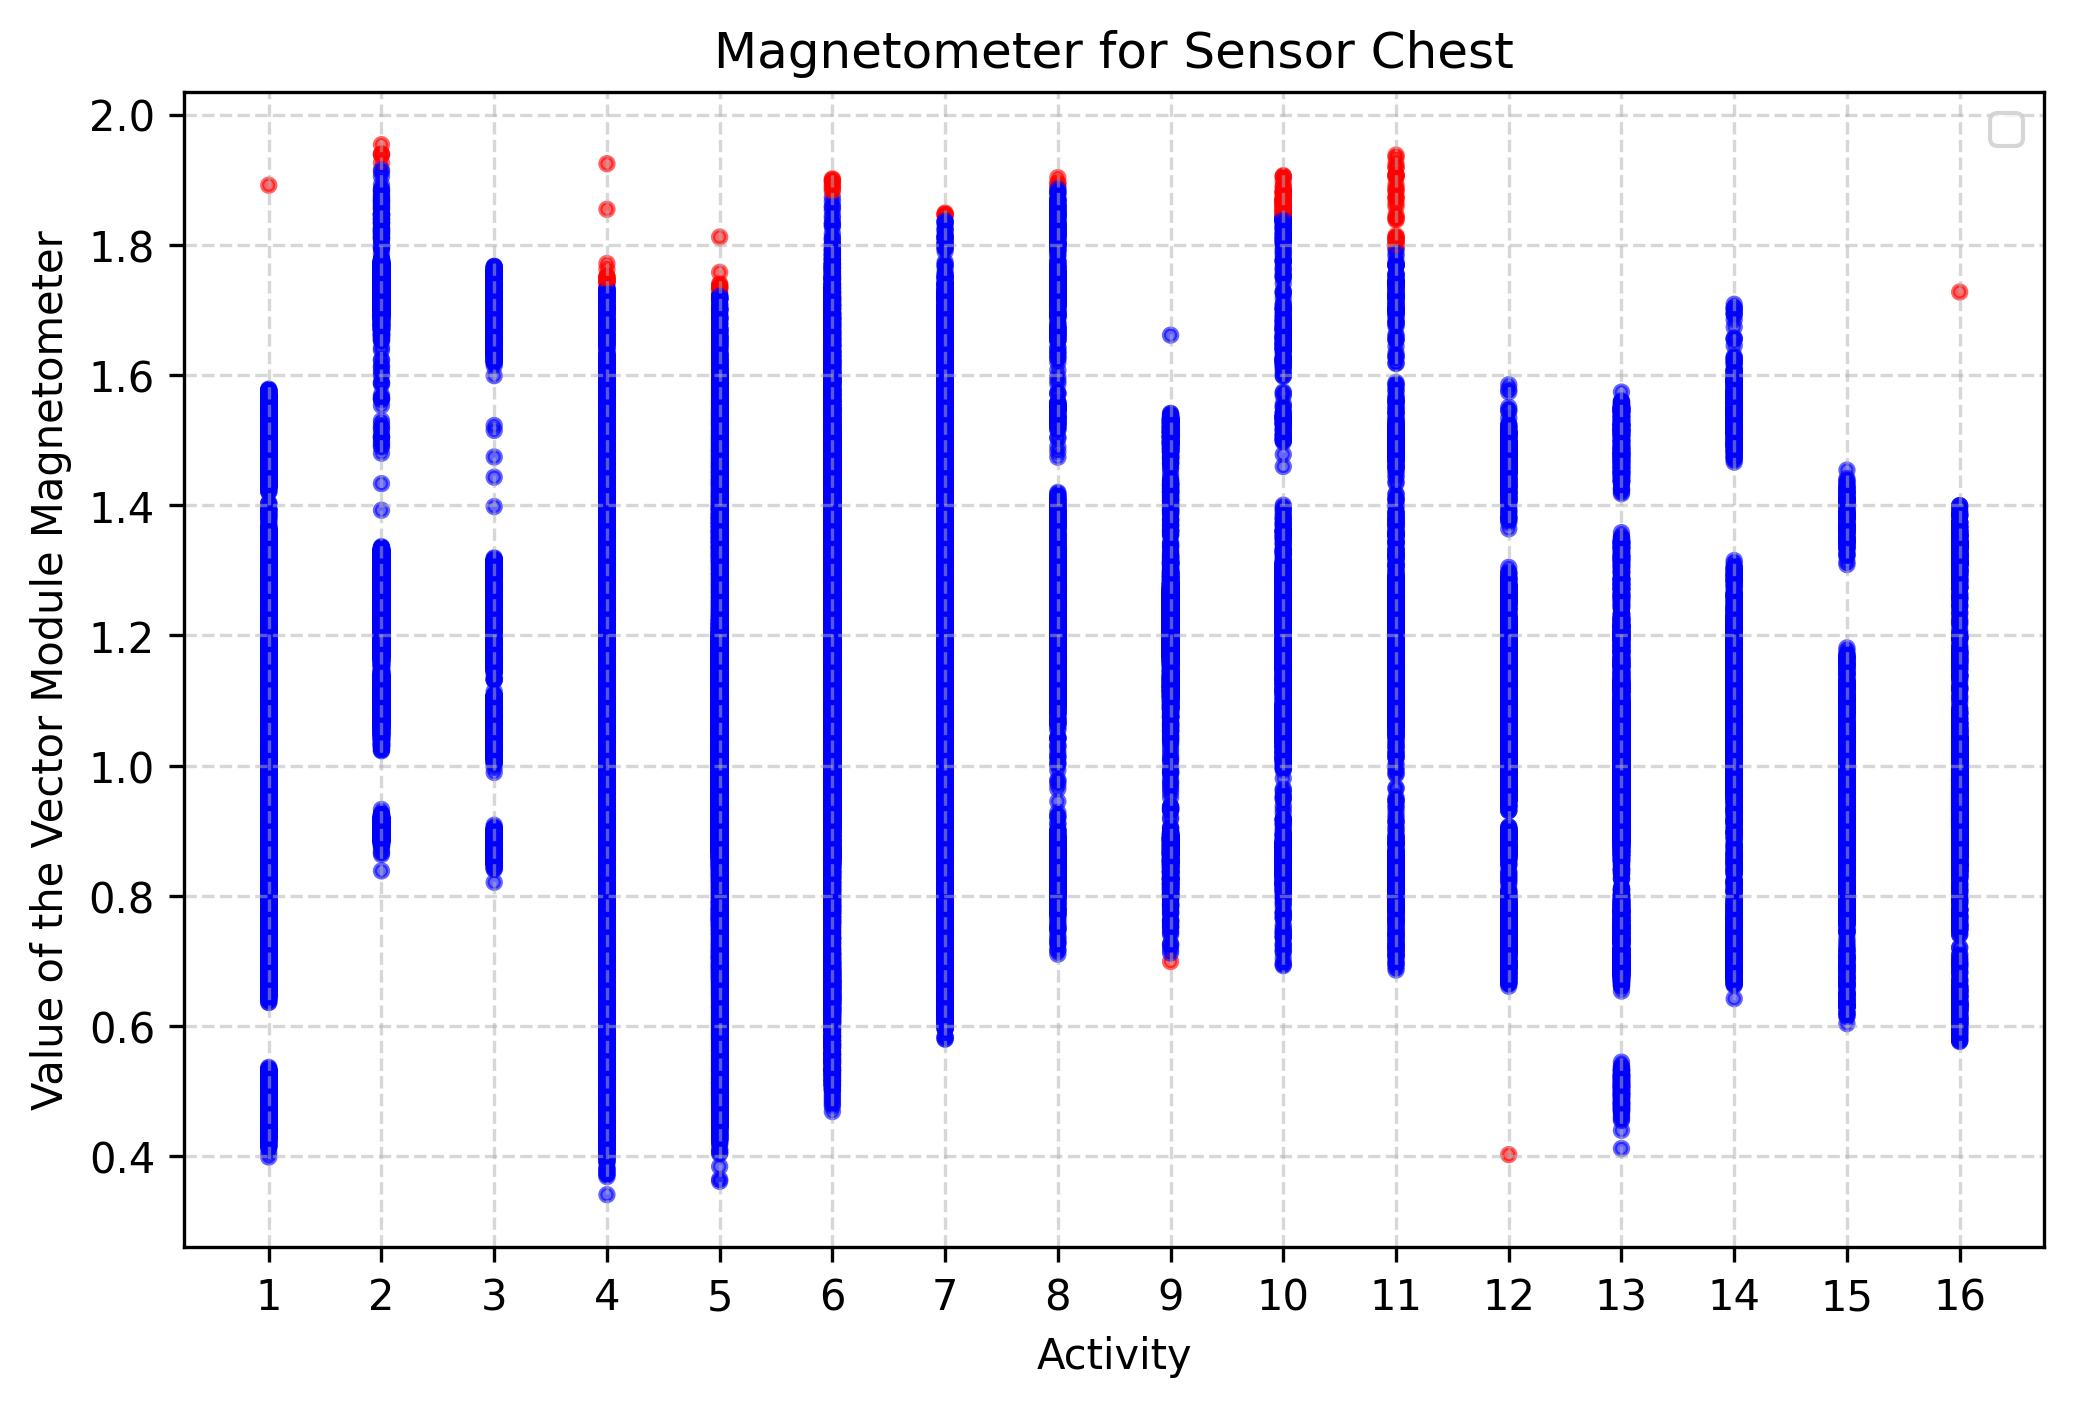 Magnetometer for Sensor Chest
Value of the Vector Module Magnetometer
2.0
1.8
1.6
1.4
1.2
1.0
0.8
0.6
0.4
1 2 3 4 5 6 7 8 9 10 11 12 13 14 15 16
Activity